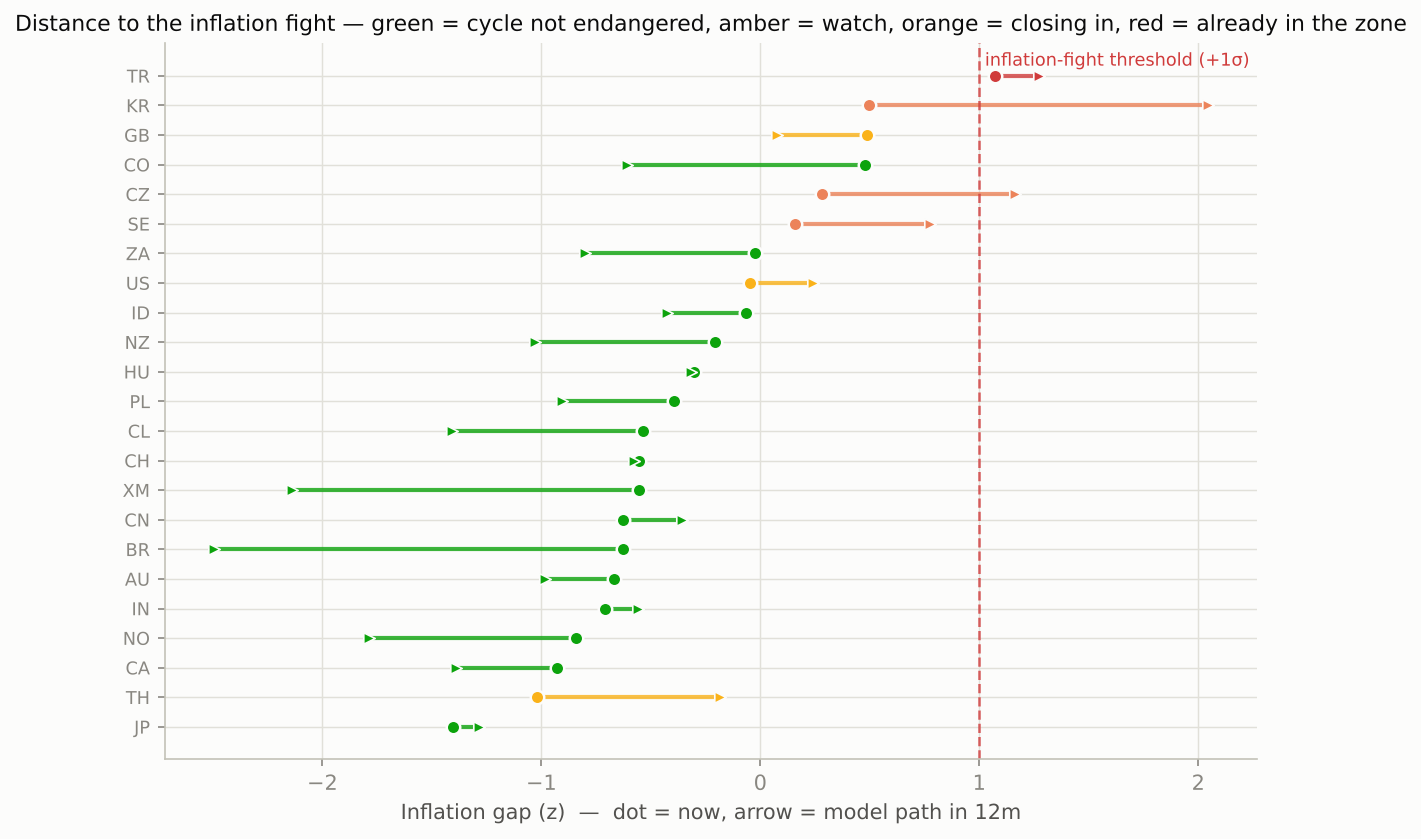 Distance to the inflation fight — green = cycle not endangered, amber = watch, orange = closing in, red = already in the zone
inflation-fight threshold (+1σ)
TR
KR
GB
CO
CZ
SE
ZA
US
ID
NZ
HU
PL
CL
CH
XM
CN
BR
AU
IN
NO
CA
TH
JP
−2
−1
0
1
2
Inflation gap (z) — dot = now, arrow = model path in 12m